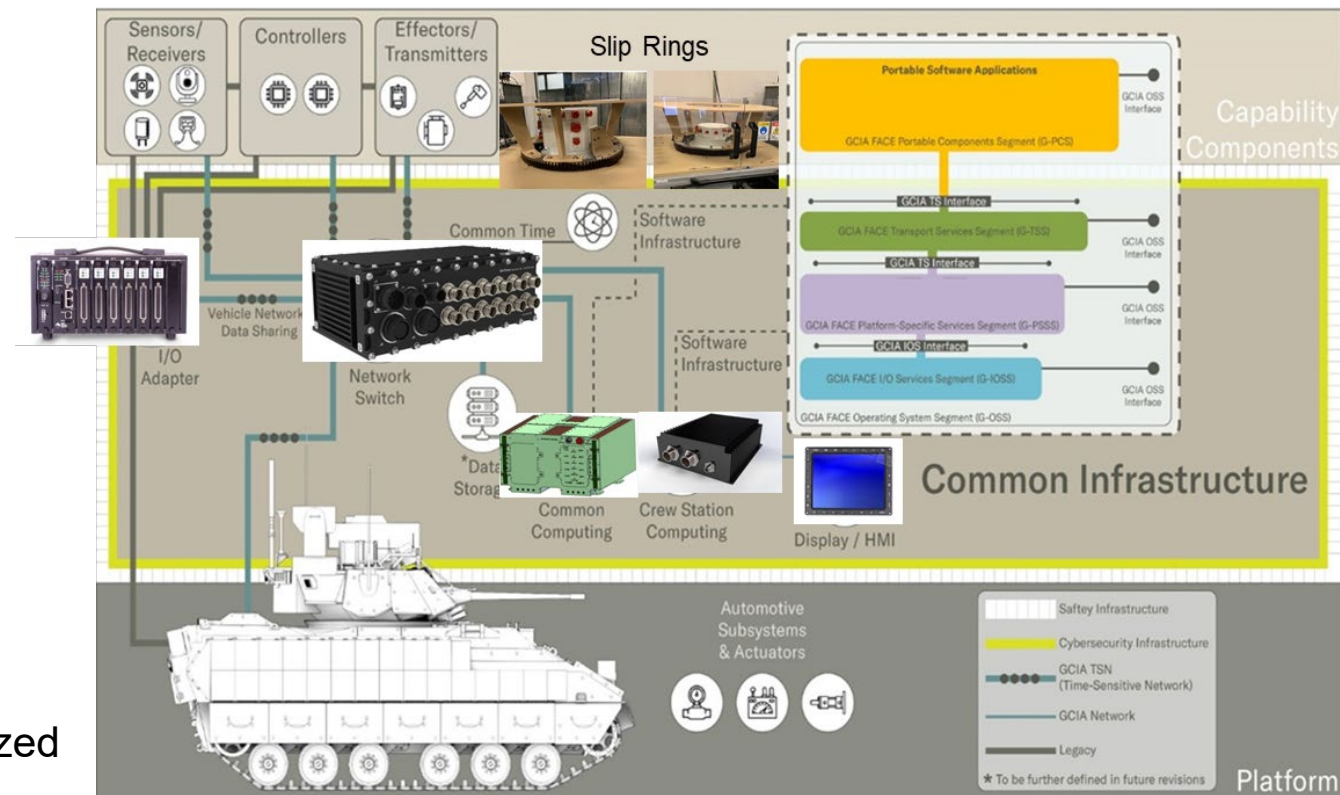 Sensors/
Receivers
Controllers
Effectors/
Transmitters
Slip Rings
Portable Software Applications
GCIA OSS
Interface
GCIA FACE Portable Components Segment (G-PCS)
Capability
Components
GCIA TS Interface
GCIA FACE Transport Services Segment (G-TSS)
GCIA OSS
Interface
GCIA TS Interface
GCIA FACE Platform-Specific Services Segment (G-PSSS)
GCIA OSS
Interface
GCIA IOS Interface
GCIA FACE I/O Services Segment (G-IOSS)
GCIA OSS
Interface
GCIA FACE Operating System Segment (G-OSS)
Common Time
Software
Infrastructure
Vehicle Network
Data Sharing
I/O
Adapter
Network
Switch
Software
Infrastructure
*Data
Storag
Common
Computing
Crew Station
Computing
Display / HMI
Common Infrastructure
Automotive
Subsystems
& Actuators
Saftey Infrastructure
Cybersecurity Infrastructure
GCIA TSN
(Time-Sensitive Network)
GCIA Network
Legacy
* To be further defined in future revisions
Platform
zed